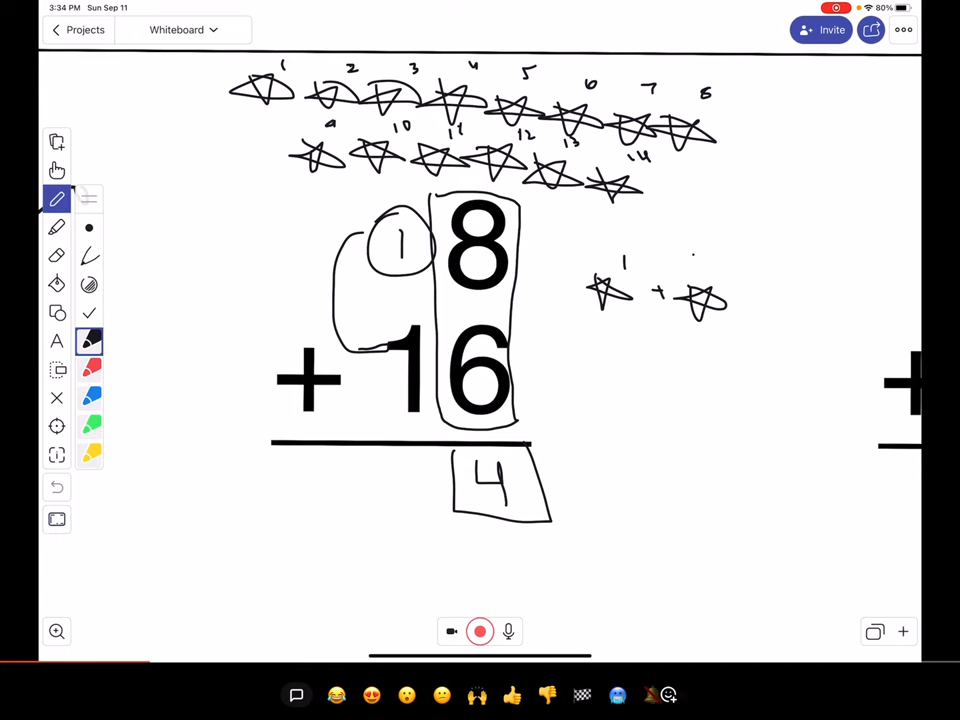 3:34 PM Sun Sep 11
80%
Projects
Whiteboard
Invite
1 2 3 4 5 6 7 8
9 10 11 12 13 14
1 8
+ 16
4
1
+
+
A
+